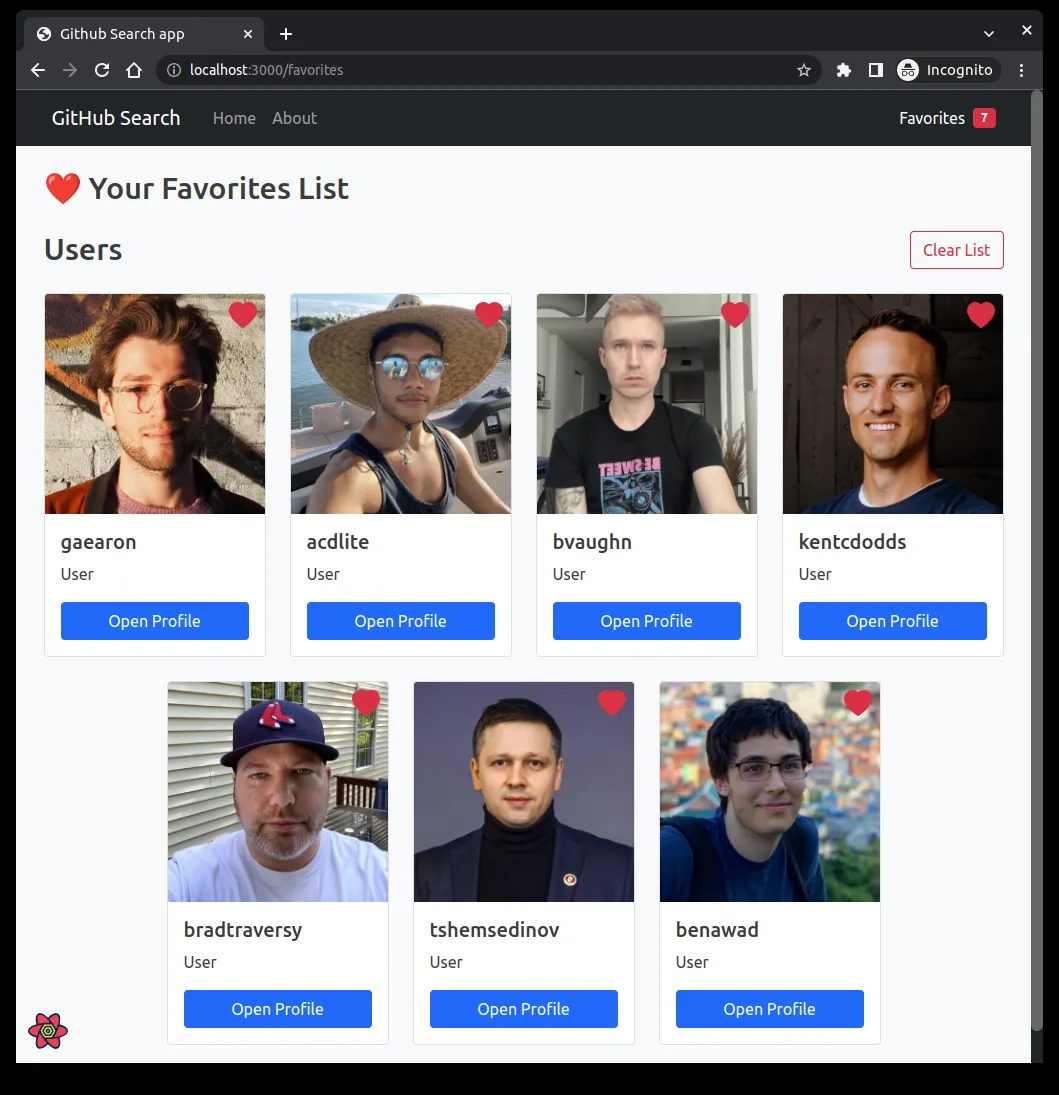 Github Search app
localhost:3000/favorites
Incognito
GitHub Search Home About Favorites 7
Your Favorites List
Users Clear List
BE SWEET
gaearon acdlite bvaughn kentcdodds
User User User User
Open Profile Open Profile Open Profile Open Profile
bradtraversy tshemsedinov benawad
User User User
Open Profile Open Profile Open Profile